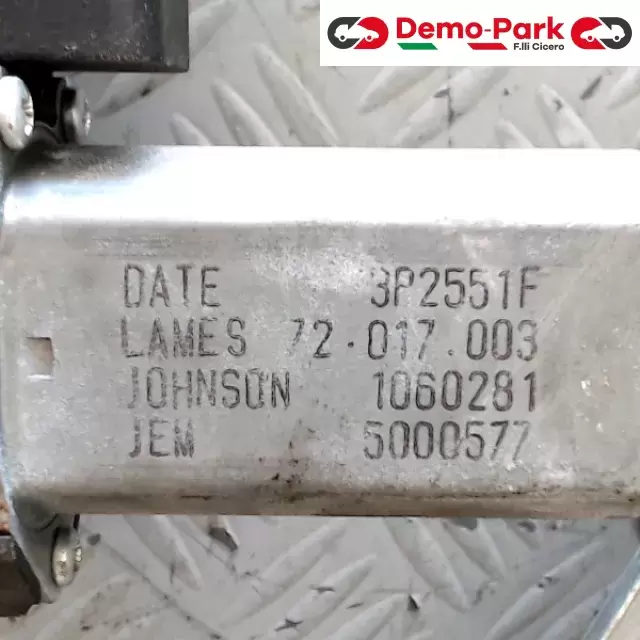 Demo-Park
F.lli Cicero
DATE 3P2551F
LAMES 72.017.003
JOHNSON 1060281
JEM 5000577